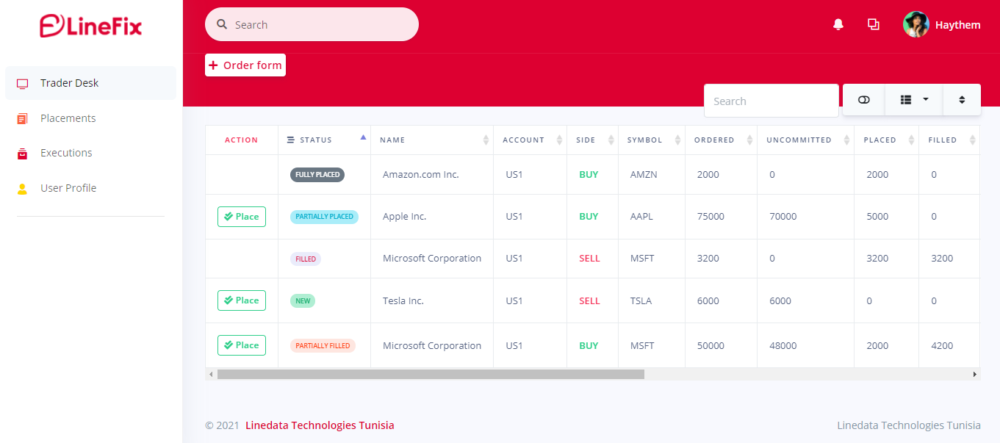 LineFix
Search
Haythem
Order form
Search
Trader Desk
Placements
Executions
User Profile
ACTION STATUS NAME ACCOUNT SIDE SYMBOL ORDERED UNCOMMITTED PLACED FILLED
FULLY PLACED Amazon.com Inc. US1 BUY AMZN 2000 0 2000 0
Place PARTIALLY PLACED Apple Inc. US1 BUY AAPL 75000 70000 5000 0
FILLED Microsoft Corporation US1 SELL MSFT 3200 0 3200 3200
Place NEW Tesla Inc. US1 SELL TSLA 6000 6000 0 0
Place PARTIALLY FILLED Microsoft Corporation US1 BUY MSFT 50000 48000 2000 4200
© 2021 Linedata Technologies Tunisia
Linedata Technologies Tunisia